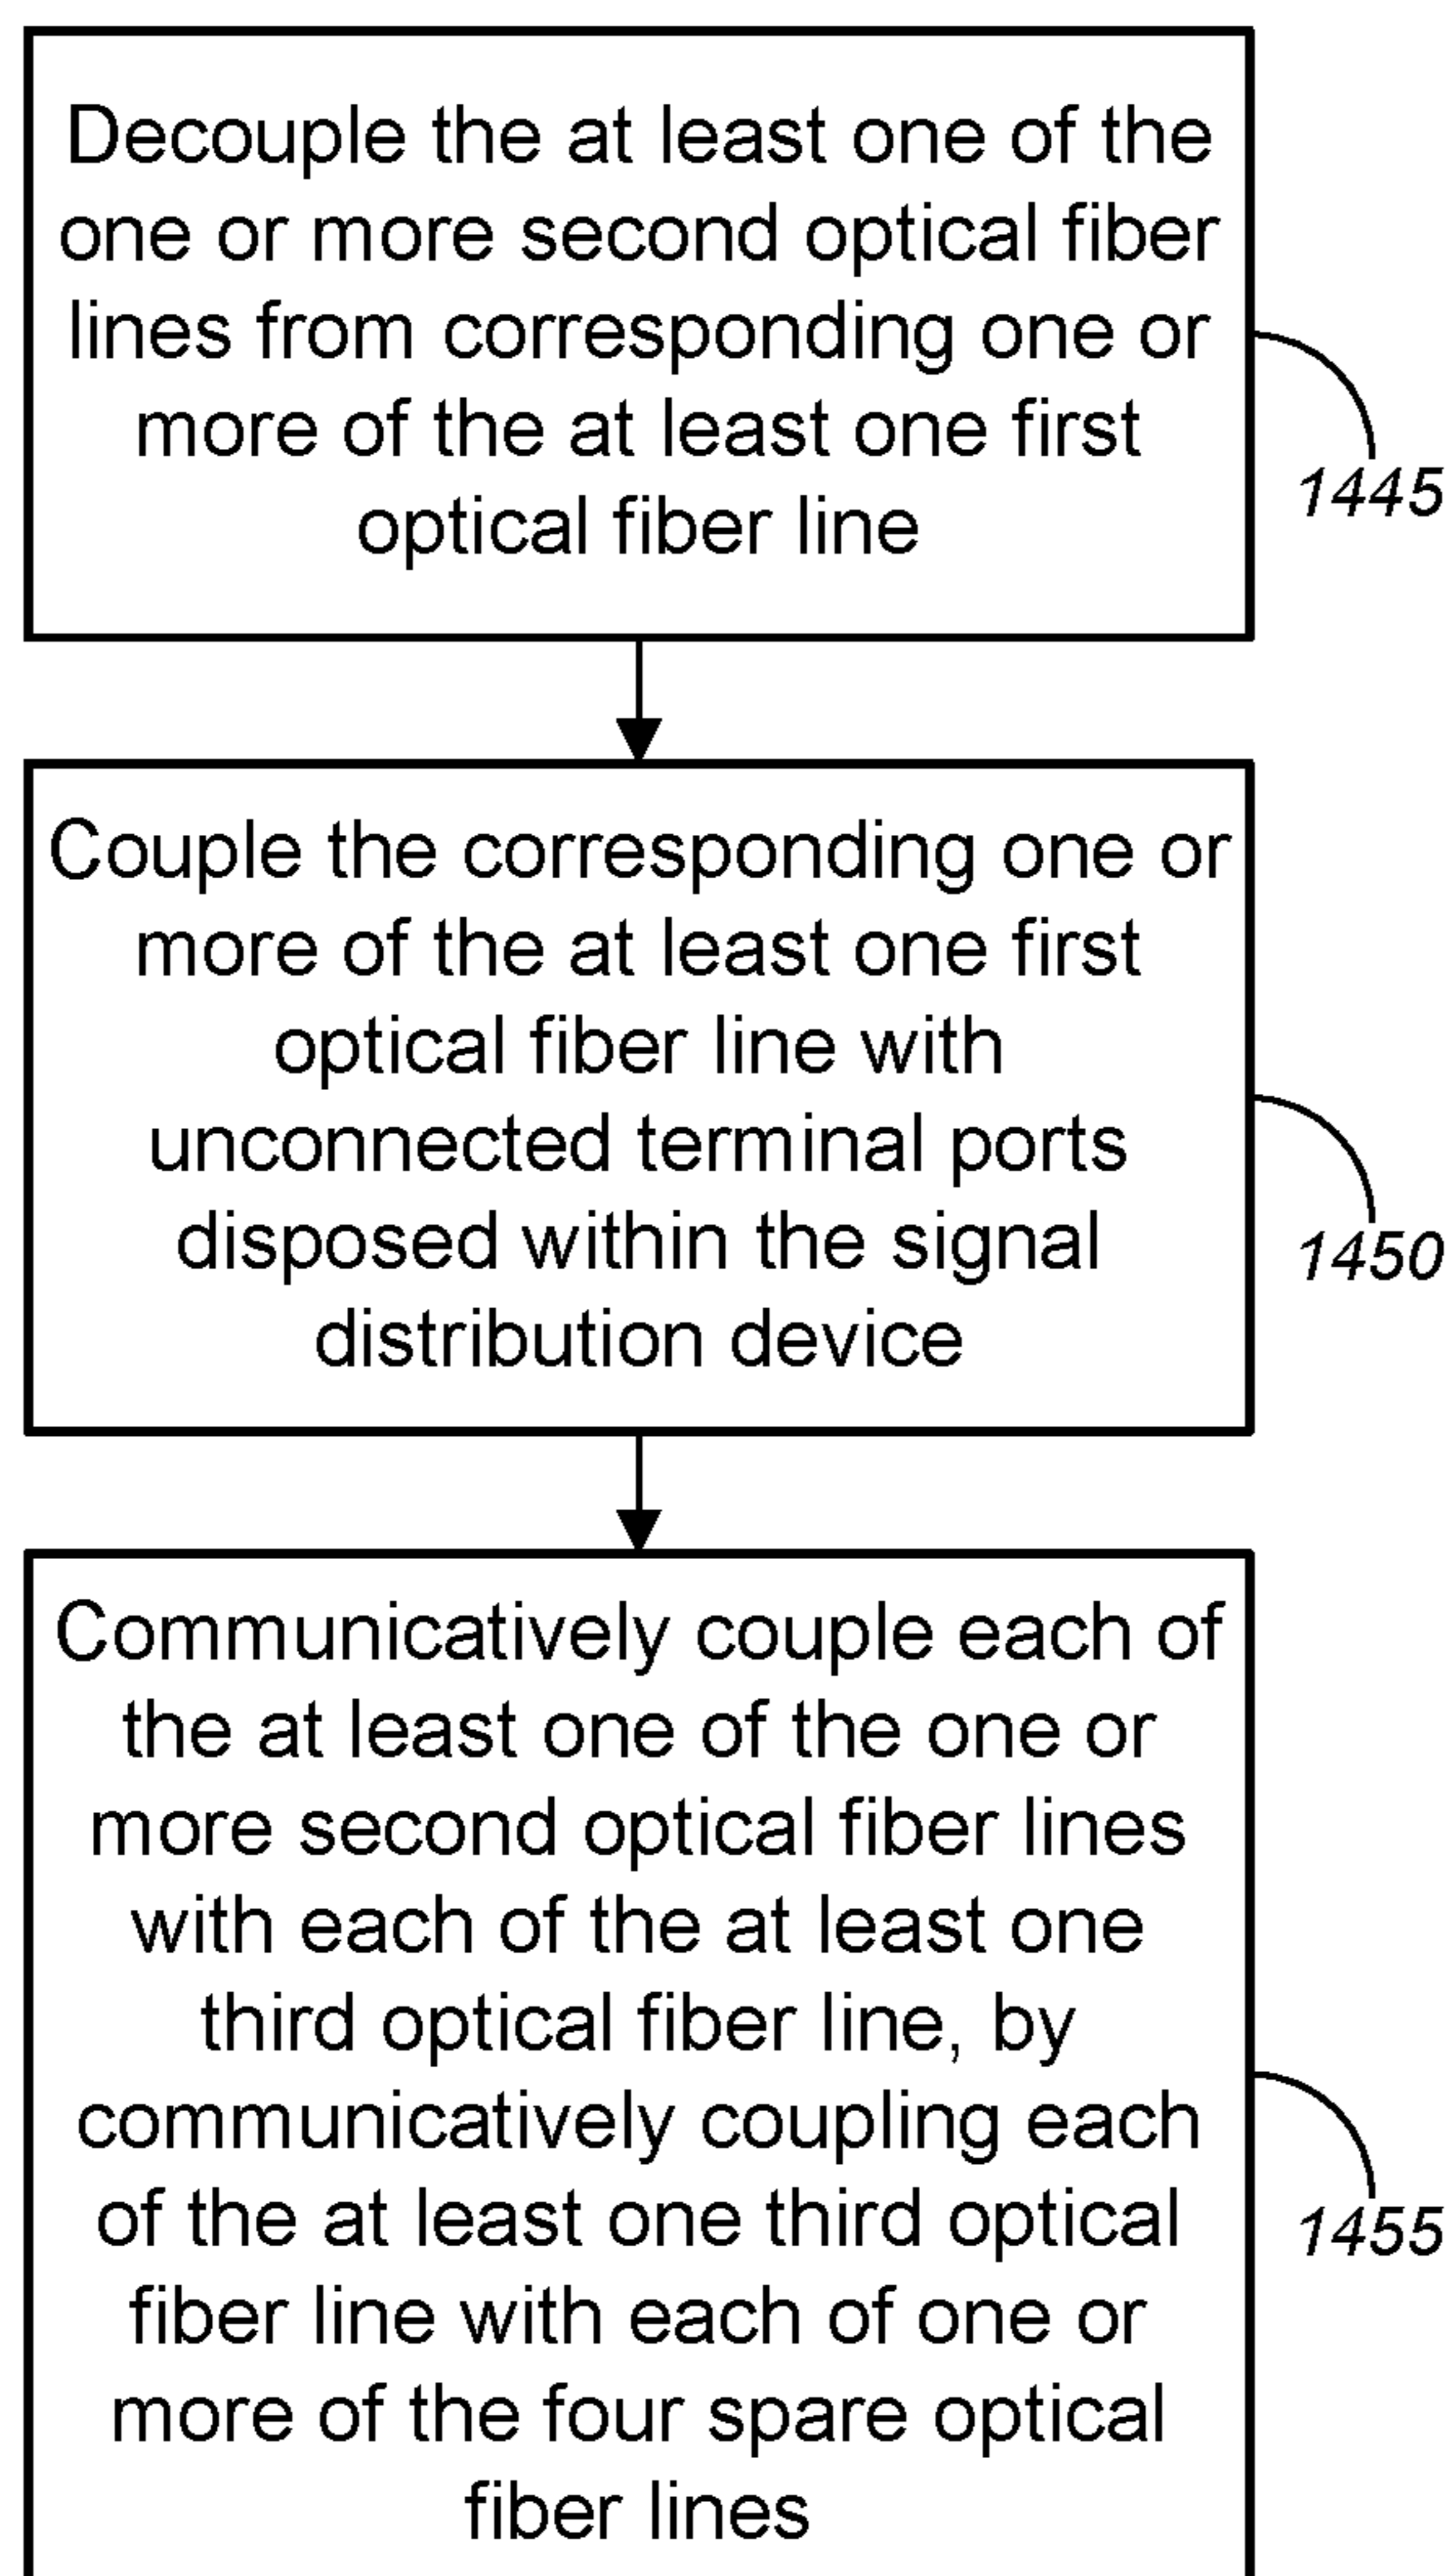 Decouple the at least one of the
one or more second optical fiber
lines from corresponding one or
more of the at least one first
optical fiber line
1445
Couple the corresponding one or
more of the at least one first
optical fiber line with
unconnected terminal ports
disposed within the signal
distribution device
1450
Communicatively couple each of
the at least one of the one or
more second optical fiber lines
with each of the at least one
third optical fiber line, by
communicatively coupling each
of the at least one third optical
fiber line with each of one or
more of the four spare optical
fiber lines
1455